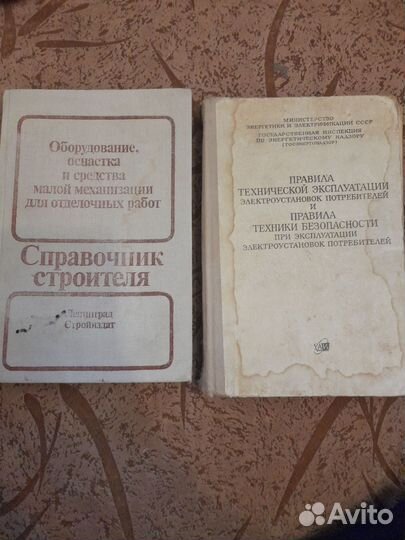 Оборудование,
оснастка
и средства
малой механизации
для отделочных работ
Справочник
строителя
Ленинград
Стройиздат
МИНИСТЕРСТВО
ЭНЕРГЕТИКИ И ЭЛЕКТРИФИКАЦИИ СССР
ГОСУДАРСТВЕННАЯ ИНСПЕКЦИЯ
ПО ЭНЕРГЕТИЧЕСКОМУ НАДЗОРУ
(ГОСЭНЕРГОНАДЗОР)
ПРАВИЛА
ТЕХНИЧЕСКОЙ ЭКСПЛУАТАЦИИ
ЭЛЕКТРОУСТАНОВОК ПОТРЕБИТЕЛЕЙ
И
ПРАВИЛА
ТЕХНИКИ БЕЗОПАСНОСТИ
ПРИ ЭКСПЛУАТАЦИИ
ЭЛЕКТРОУСТАНОВОК ПОТРЕБИТЕЛЕЙ
Avito